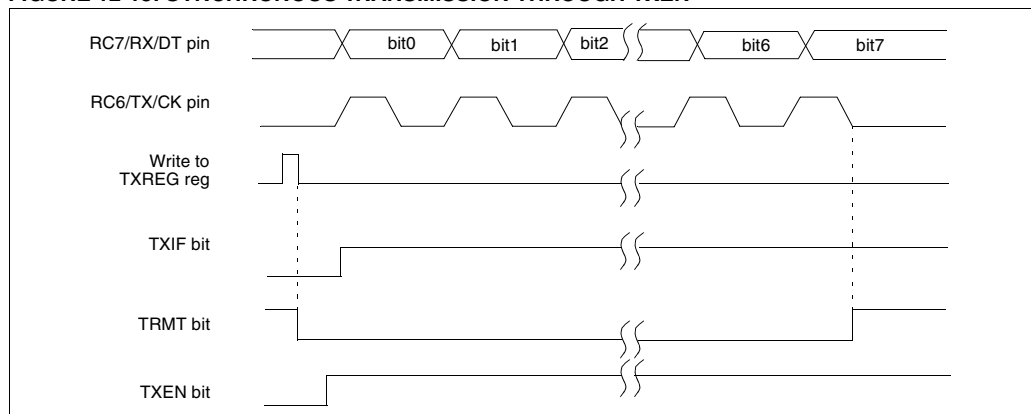 RC7/RX/DT pin
bit0 bit1 bit2 bit6 bit7
RC6/TX/CK pin
Write to
TXREG reg
TXIF bit
TRMT bit
TXEN bit